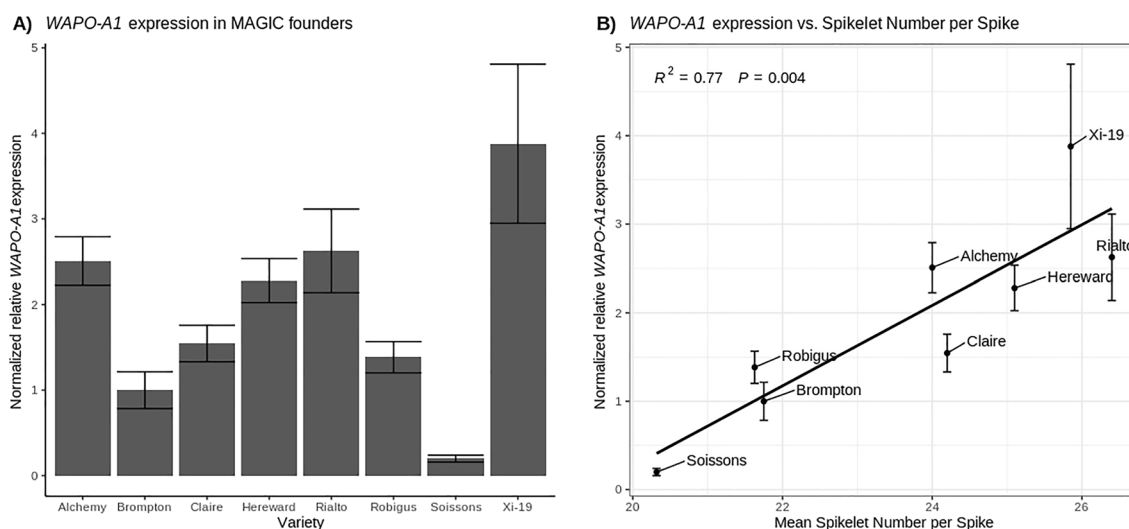 A) WAPO-A1 expression in MAGIC founders
Normalized relative WAPO-A1 expression
5
4
3
2
1
0
Alchemy Brompton Claire Hereward Rialto Robigus Soissons Xi-19
Variety
B) WAPO-A1 expression vs. Spikelet Number per Spike
Normalized relative WAPO-A1 expression
5
4
3
2
1
0
R² = 0.77 P = 0.004
Xi-19
Rialto
Alchemy
Hereward
Claire
Robigus
Brompton
Soissons
20 22 24 26
Mean Spikelet Number per Spike